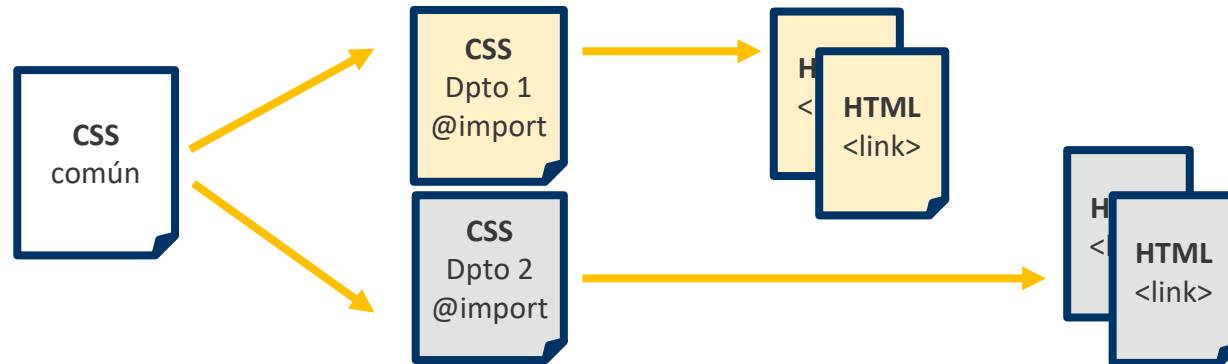 CSS
común
CSS
Dpto 1
@import
CSS
Dpto 2
@import
H
<
HTML
<link>
H
<
HTML
<link>